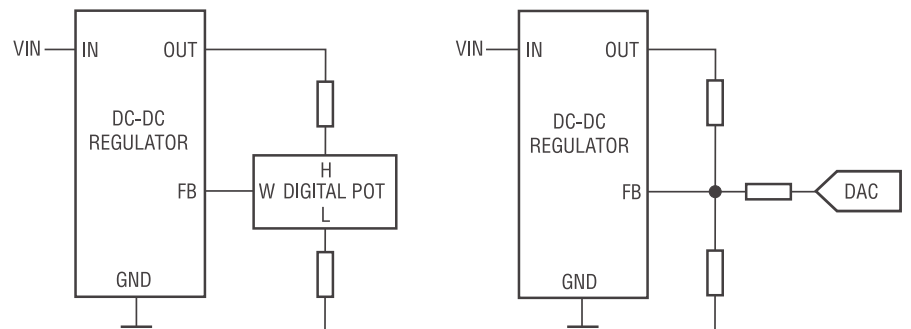 VIN
IN
OUT
DC-DC
REGULATOR
FB
GND
H
W DIGITAL POT
L
VIN
IN
OUT
DC-DC
REGULATOR
FB
GND
DAC